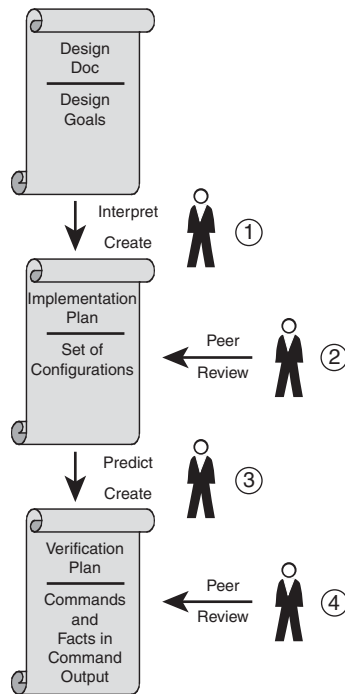 Design
Doc
Design
Goals
Interpret
Create
1
Implementation
Plan
Set of
Configurations
Peer
Review
2
Predict
Create
3
Verification
Plan
Commands
and
Facts in
Command
Output
Peer
Review
4